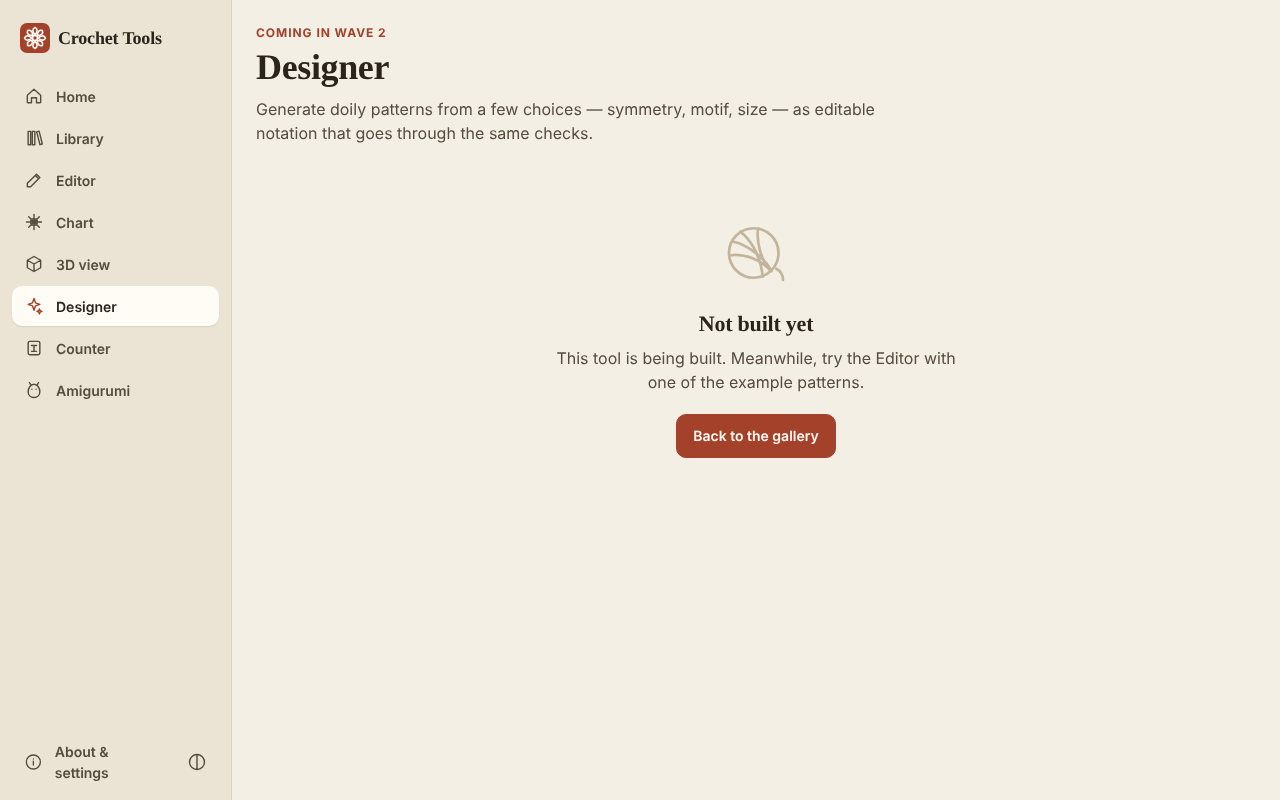 Crochet Tools
Home
Library
Editor
Chart
3D view
Designer
Counter
Amigurumi
About &
settings
COMING IN WAVE 2
Designer
Generate doily patterns from a few choices — symmetry, motif, size — as editable
notation that goes through the same checks.
Not built yet
This tool is being built. Meanwhile, try the Editor with
one of the example patterns.
Back to the gallery